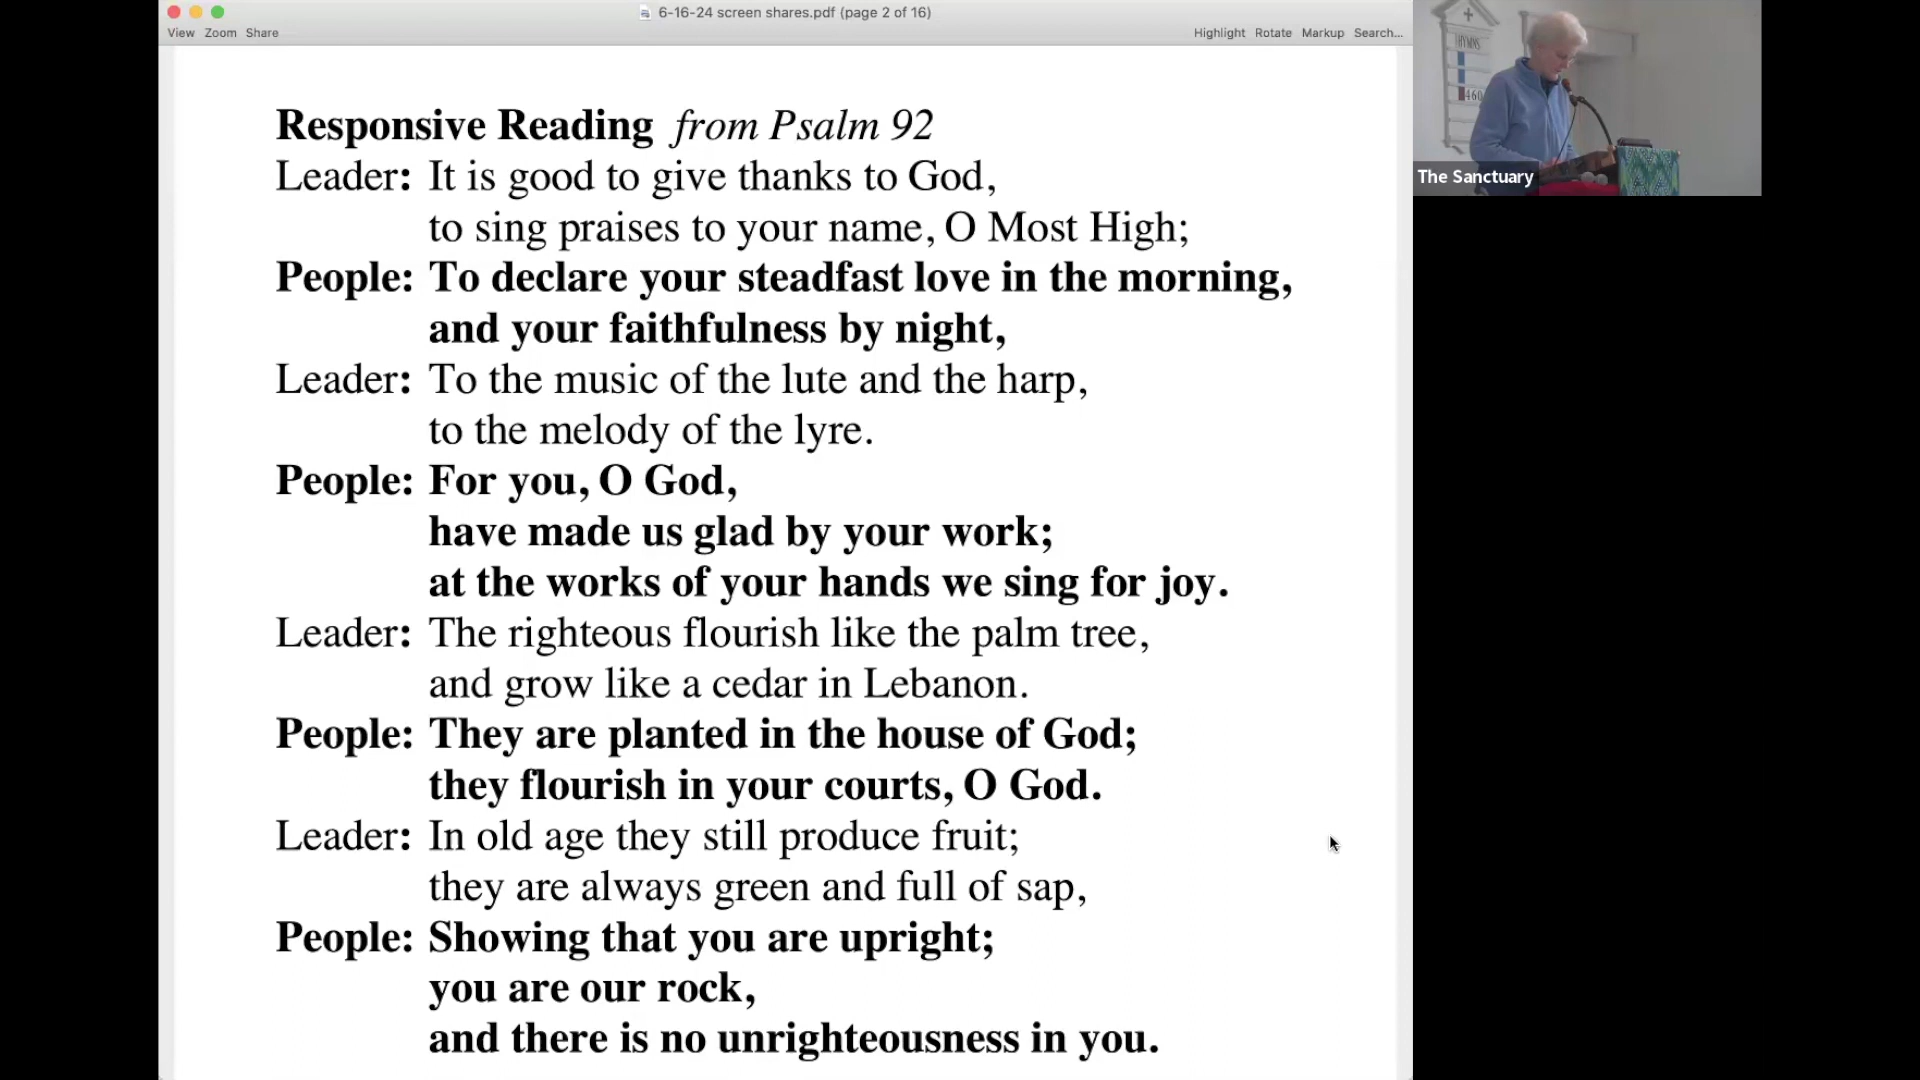 6-16-24 screen shares.pdf (page 2 of 16)
View Zoom Share
Highlight Rotate Markup Search...
Responsive Reading from Psalm 92
Leader: It is good to give thanks to God,
to sing praises to your name, O Most High;
People: To declare your steadfast love in the morning,
and your faithfulness by night,
Leader: To the music of the lute and the harp,
to the melody of the lyre.
People: For you, O God,
have made us glad by your work;
at the works of your hands we sing for joy.
Leader: The righteous flourish like the palm tree,
and grow like a cedar in Lebanon.
People: They are planted in the house of God;
they flourish in your courts, O God.
Leader: In old age they still produce fruit;
they are always green and full of sap,
People: Showing that you are upright;
you are our rock,
and there is no unrighteousness in you.
HYMNS
460
The Sanctuary